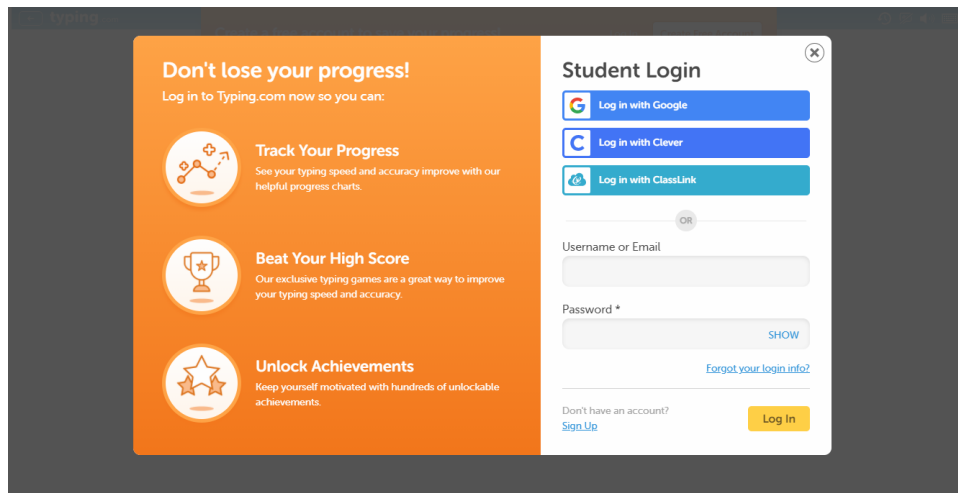 typing
Don't lose your progress!
Log in to Typing.com now so you can:
Track Your Progress
See your typing speed and accuracy improve with our
helpful progress charts.
Beat Your High Score
Our exclusive typing games are a great way to improve
your typing speed and accuracy.
Unlock Achievements
Keep yourself motivated with hundreds of unlockable
achievements.
Student Login
Log in with Google
Log in with Clever
Log in with ClassLink
OR
Username or Email
Password *
SHOW
Forgot your login info?
Don't have an account?
Sign Up
Log In